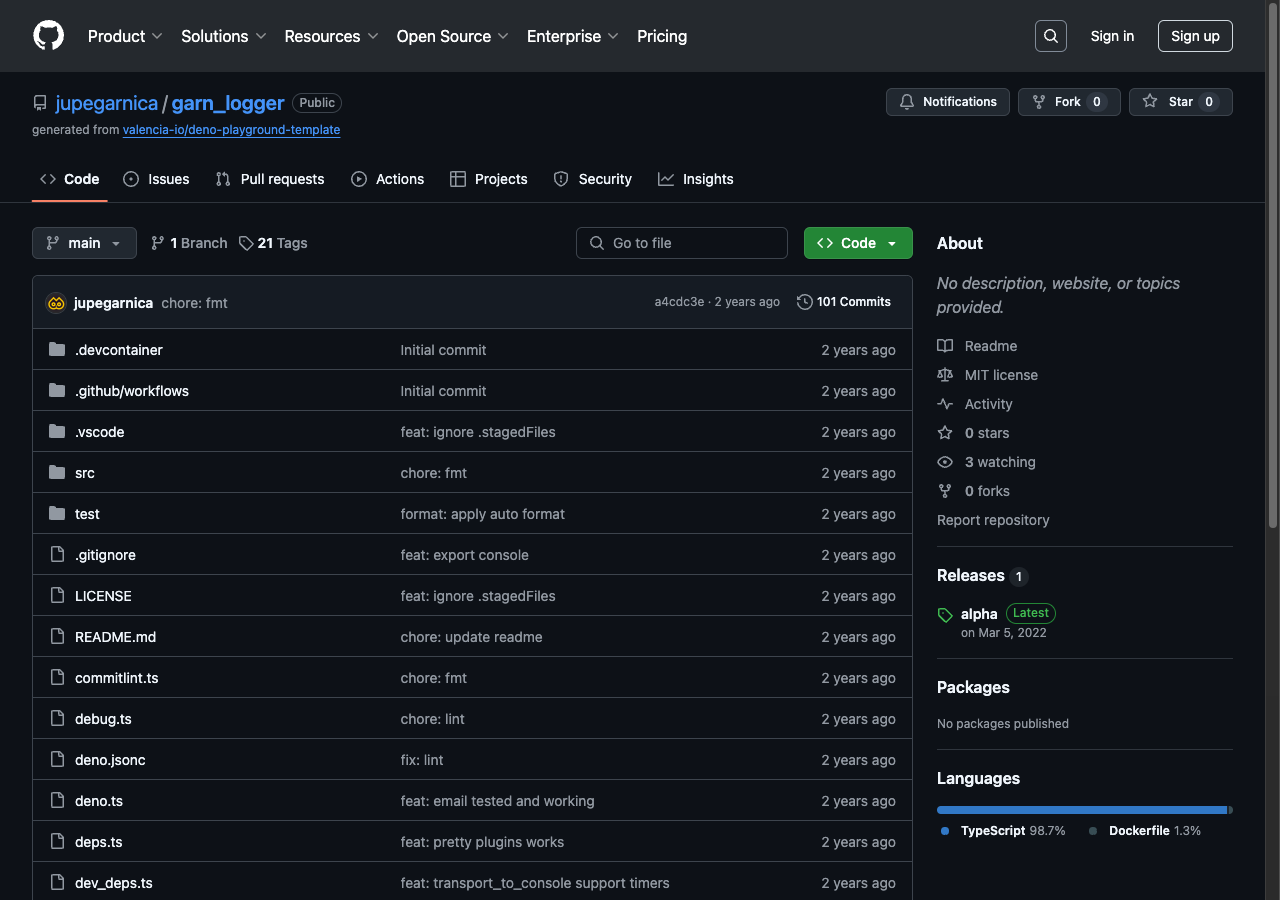 Product Solutions Resources Open Source Enterprise Pricing Sign in Sign up
jupegarnica / garn_logger Public Notifications Fork 0 Star 0
generated from valencia-io/deno-playground-template
Code Issues Pull requests Actions Projects Security Insights
main 1 Branch 21 Tags Go to file Code
jupegarnica chore: fmt a4cdc3e · 2 years ago 101 Commits
.devcontainer Initial commit 2 years ago
.github/workflows Initial commit 2 years ago
.vscode feat: ignore .stagedFiles 2 years ago
src chore: fmt 2 years ago
test format: apply auto format 2 years ago
.gitignore feat: export console 2 years ago
LICENSE feat: ignore .stagedFiles 2 years ago
README.md chore: update readme 2 years ago
commitlint.ts chore: fmt 2 years ago
debug.ts chore: lint 2 years ago
deno.jsonc fix: lint 2 years ago
deno.ts feat: email tested and working 2 years ago
deps.ts feat: pretty plugins works 2 years ago
dev_deps.ts feat: transport_to_console support timers 2 years ago
About
No description, website, or topics
provided.
Readme
MIT license
Activity
0 stars
3 watching
0 forks
Report repository
Releases 1
alpha Latest
on Mar 5, 2022
Packages
No packages published
Languages
TypeScript 98.7% Dockerfile 1.3%